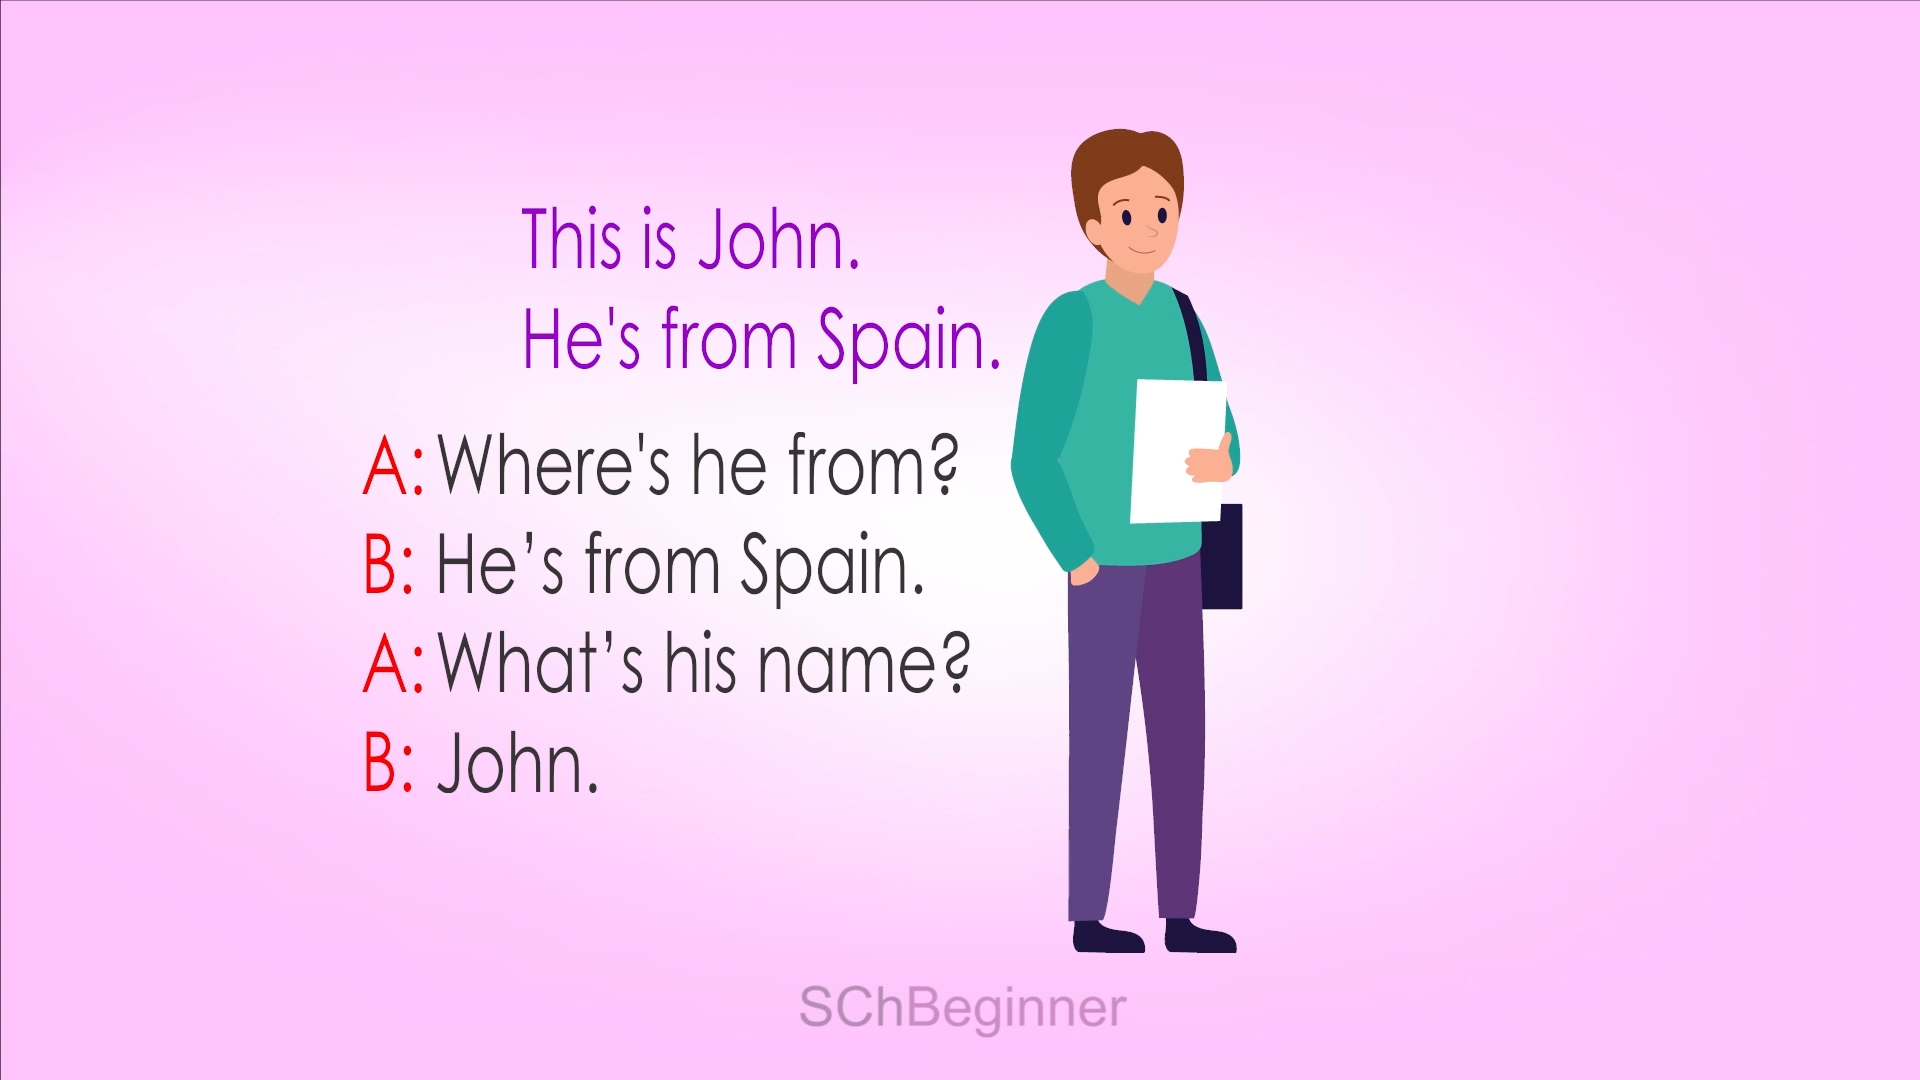 This is John.
He's from Spain.
A: Where's he from?
B: He’s from Spain.
A: What’s his name?
B: John.
SChBeginner